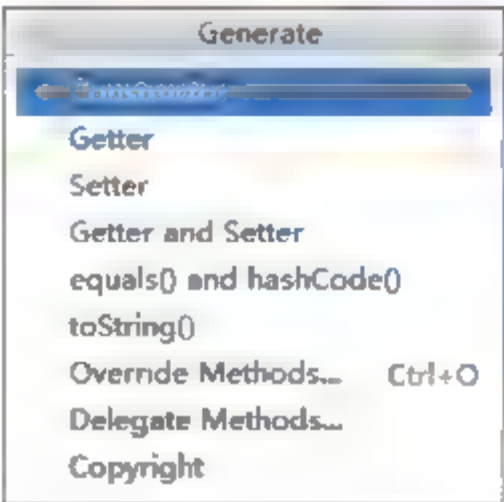 Generate
Getter
Setter
Getter and Setter
equals() and hashCode()
toString()
Override Methods... Ctrl+O
Delegate Methods...
Copyright